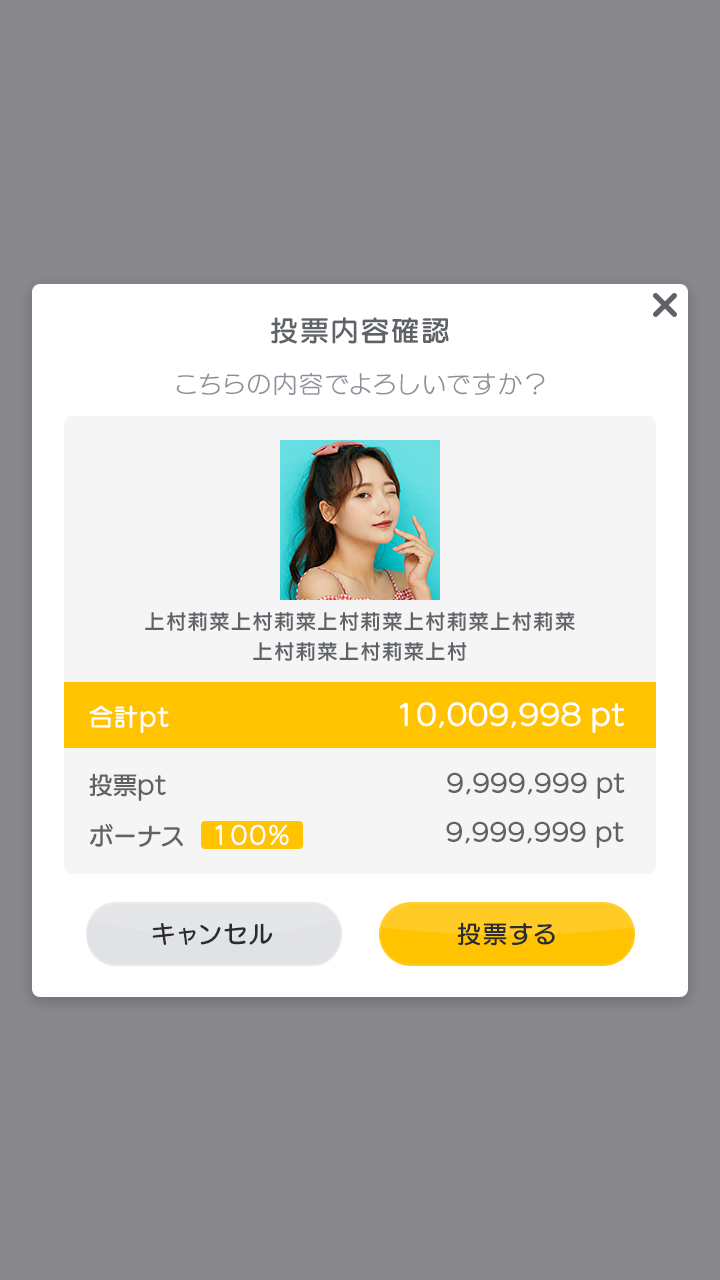 投票内容確認
こちらの内容でよろしいですか？
上村莉菜上村莉菜上村莉菜上村莉菜上村莉菜
上村莉菜上村莉菜上村
合計pt 10,009,998 pt
投票pt 9,999,999 pt
ボーナス 100% 9,999,999 pt
キャンセル 投票する